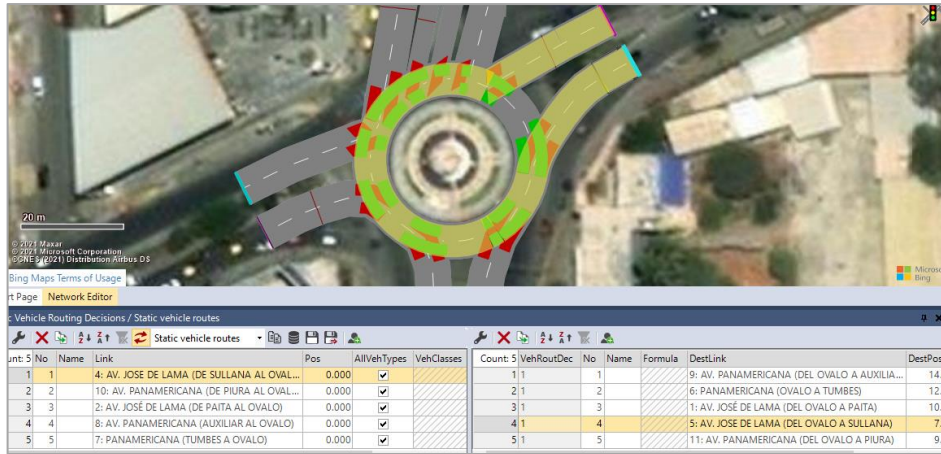 20 m
© 2021 Maxar
© 2021 Microsoft Corporation
©CNES (2021) Distribution Airbus DS
Bing Maps Terms of Usage
Microsoft
Bing
rt Page Network Editor
c Vehicle Routing Decisions / Static vehicle routes
Static vehicle routes
unt: 5 No Name Link Pos AllVehTypes VehClasses
1 1 4: AV. JOSE DE LAMA (DE SULLANA AL OVAL... 0.000
2 2 10: AV. PANAMERICANA (DE PIURA AL OVAL... 0.000
3 3 2: AV. JOSÉ DE LAMA (DE PAITA AL OVALO) 0.000
4 4 8: AV. PANAMERICANA (AUXILIAR AL OVALO) 0.000
5 5 7: PANAMERICANA (TUMBES A OVALO) 0.000
Count: 5 VehRoutDec No Name Formula DestLink DestPos
1 1 1 9: AV. PANAMERICANA (DEL OVALO A AUXILIA... 14.
2 1 2 6: PANAMERICANA (OVALO A TUMBES) 12.
3 1 3 1: AV. JOSÉ DE LAMA (DEL OVALO A PAITA) 10.
4 1 4 5: AV. JOSE DE LAMA (DEL OVALO A SULLANA) 7.
5 1 5 11: AV. PANAMERICANA (DEL OVALO A PIURA) 9.